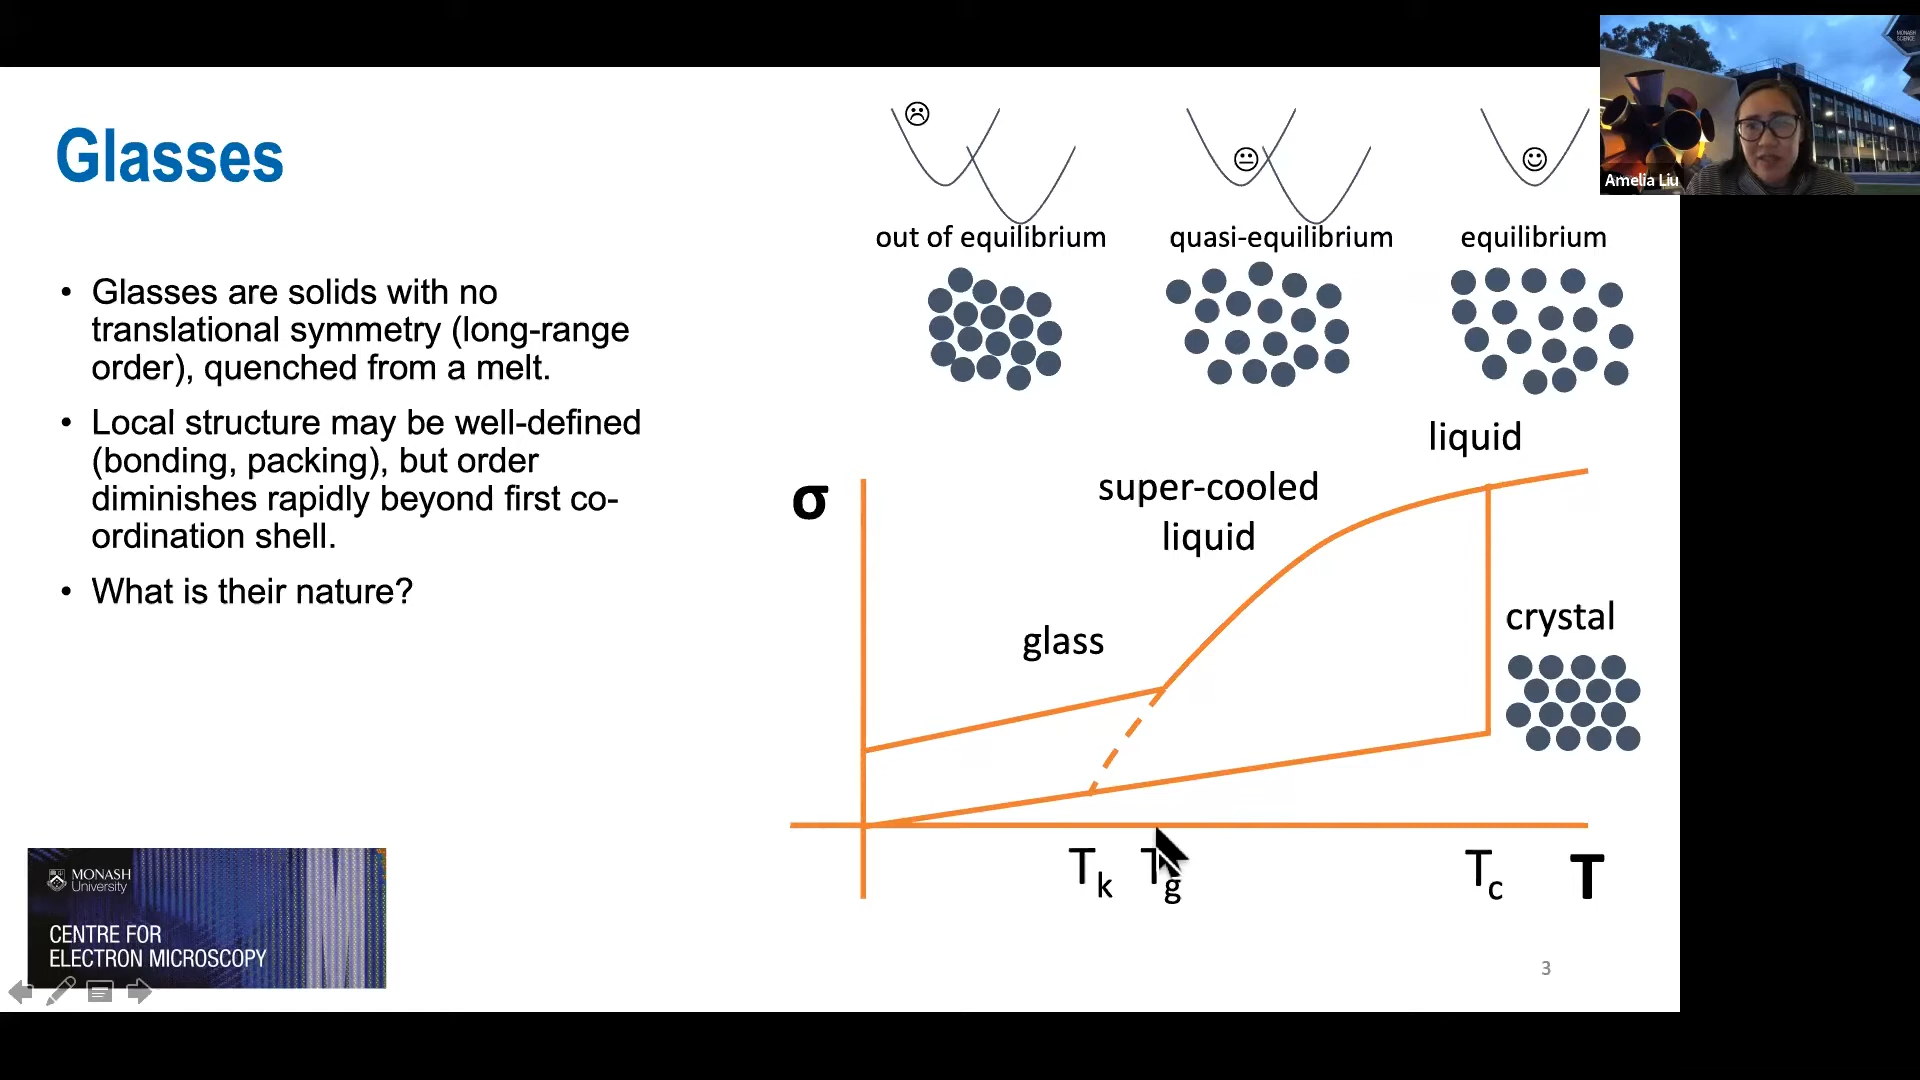 Glasses
• Glasses are solids with no
translational symmetry (long-range
order), quenched from a melt.
• Local structure may be well-defined
(bonding, packing), but order
diminishes rapidly beyond first co-
ordination shell.
• What is their nature?
out of equilibrium
quasi-equilibrium
equilibrium
liquid
super-cooled
liquid
σ
glass
crystal
Tk
Tg
Tc
T
MONASH
University
CENTRE FOR
ELECTRON MICROSCOPY
3
Amelia Liu
MONASH
SCIENCE